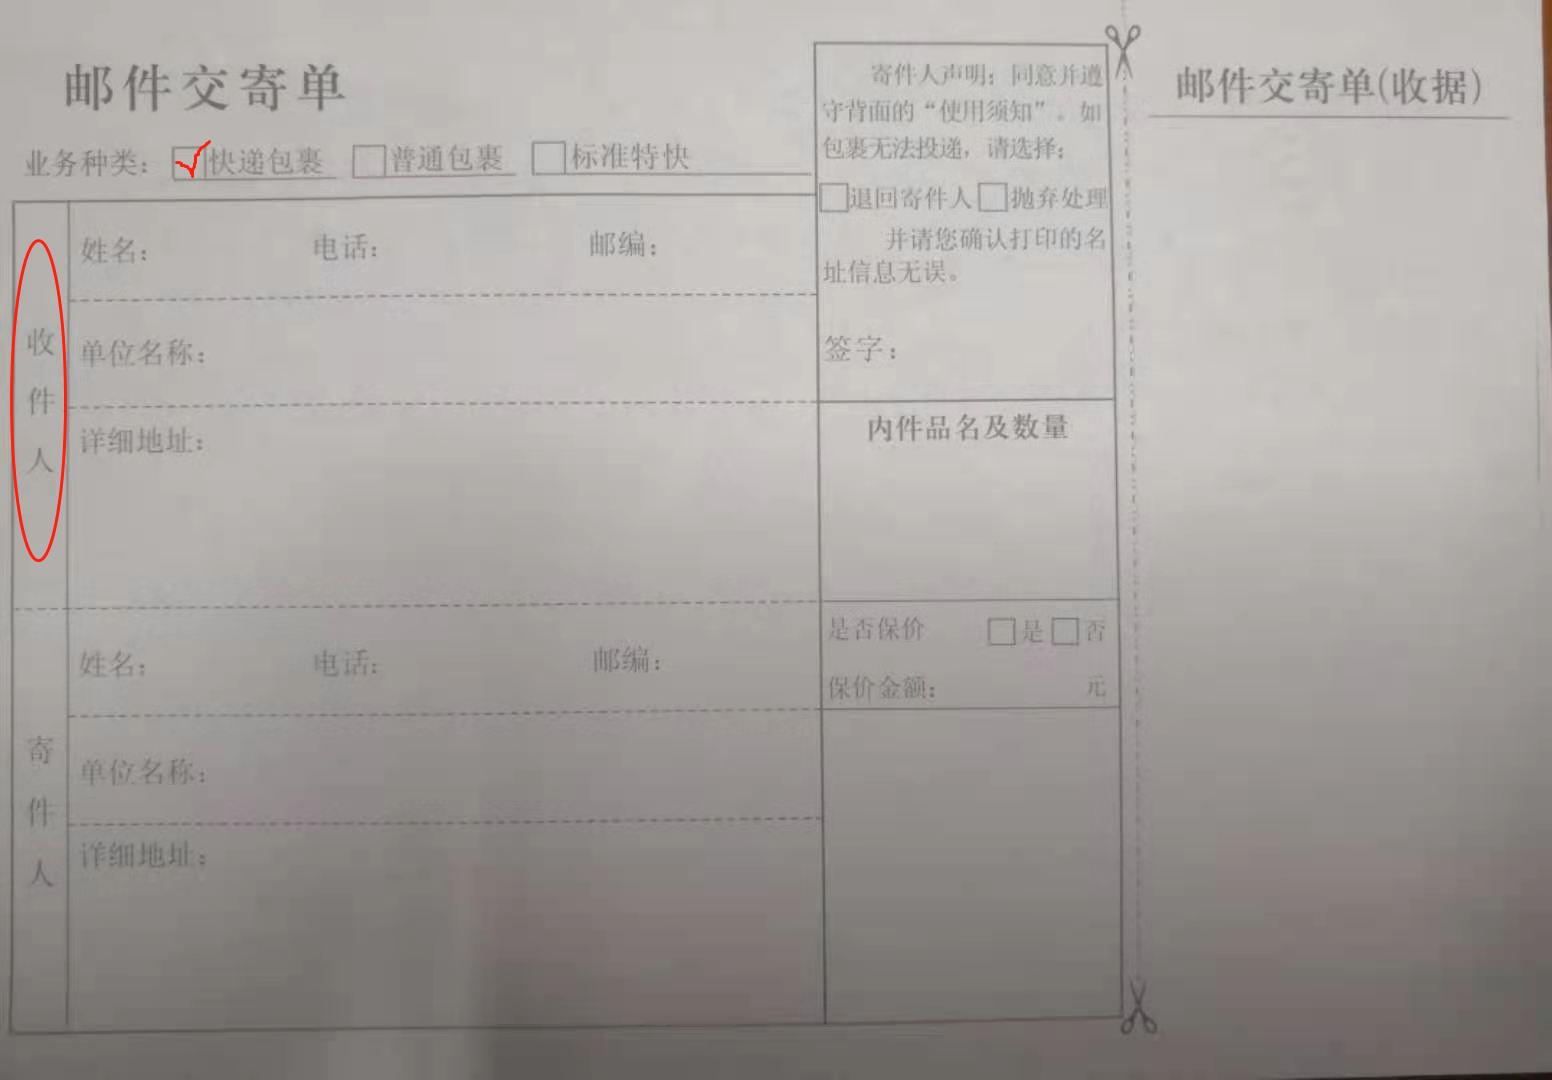 邮件交寄单
业务种类：快递包裹 普通包裹 标准特快
收件人
姓名： 电话： 邮编：
单位名称：
详细地址：
寄件人
姓名： 电话： 邮编：
单位名称：
详细地址：
寄件人声明：同意并遵
守背面的“使用须知”。如
包裹无法投递，请选择：
退回寄件人 抛弃处理
并请您确认打印的名
址信息无误。
签字：
内件品名及数量
是否保价 是 否
保价金额： 元
邮件交寄单(收据)